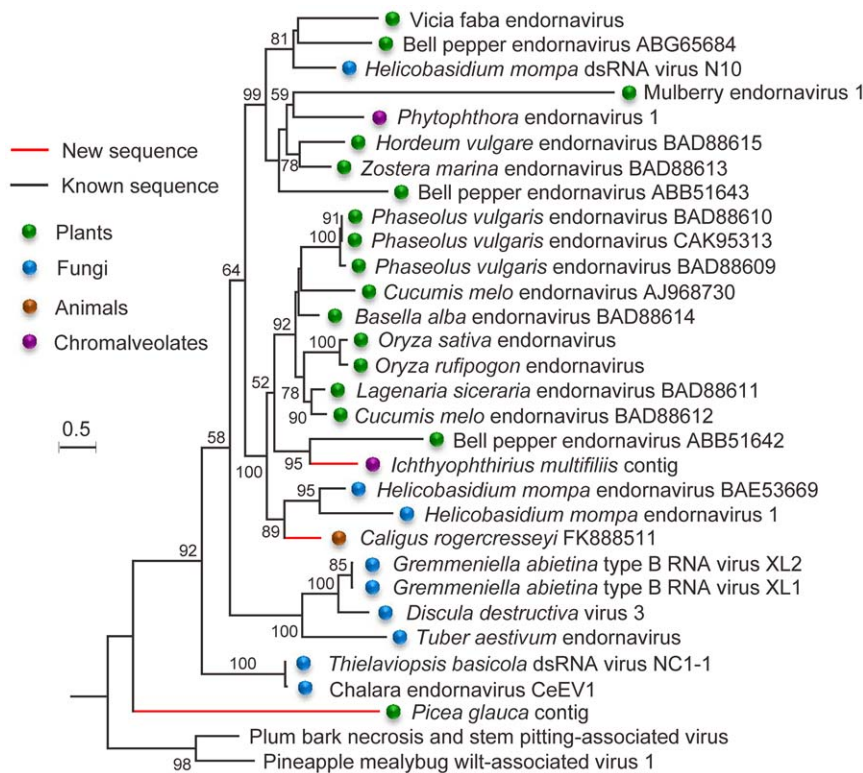 Vicia faba endornavirus
81
Bell pepper endornavirus ABG65684
Helicobasidium mompa dsRNA virus N10
59
Mulberry endornavirus 1
99
Phytophthora endornavirus 1
Hordeum vulgare endornavirus BAD88615
New sequence
78
Zostera marina endornavirus BAD88613
Known sequence
Bell pepper endornavirus ABB51643
91
Phaseolus vulgaris endornavirus BAD88610
Plants
100
Phaseolus vulgaris endornavirus CAK95313
Fungi
Phaseolus vulgaris endornavirus BAD88609
64
Cucumis melo endornavirus AJ968730
Animals
Basella alba endornavirus BAD88614
92
Chromalveolates
100
Oryza sativa endornavirus
Oryza rufipogon endornavirus
52
78
Lagenaria siceraria endornavirus BAD88611
90
Cucumis melo endornavirus BAD88612
0.5
58
Bell pepper endornavirus ABB51642
100
95
Ichthyophthirius multifiliis contig
95
Helicobasidium mompa endornavirus BAE53669
Helicobasidium mompa endornavirus 1
89
Caligus rogercresseyi FK888511
92
85
Gremmeniella abietina type B RNA virus XL2
100
Gremmeniella abietina type B RNA virus XL1
Discula destructiva virus 3
100
Tuber aestivum endornavirus
100
Thielaviopsis basicola dsRNA virus NC1-1
Chalara endornavirus CeEV1
Picea glauca contig
Plum bark necrosis and stem pitting-associated virus
98
Pineapple mealybug wilt-associated virus 1